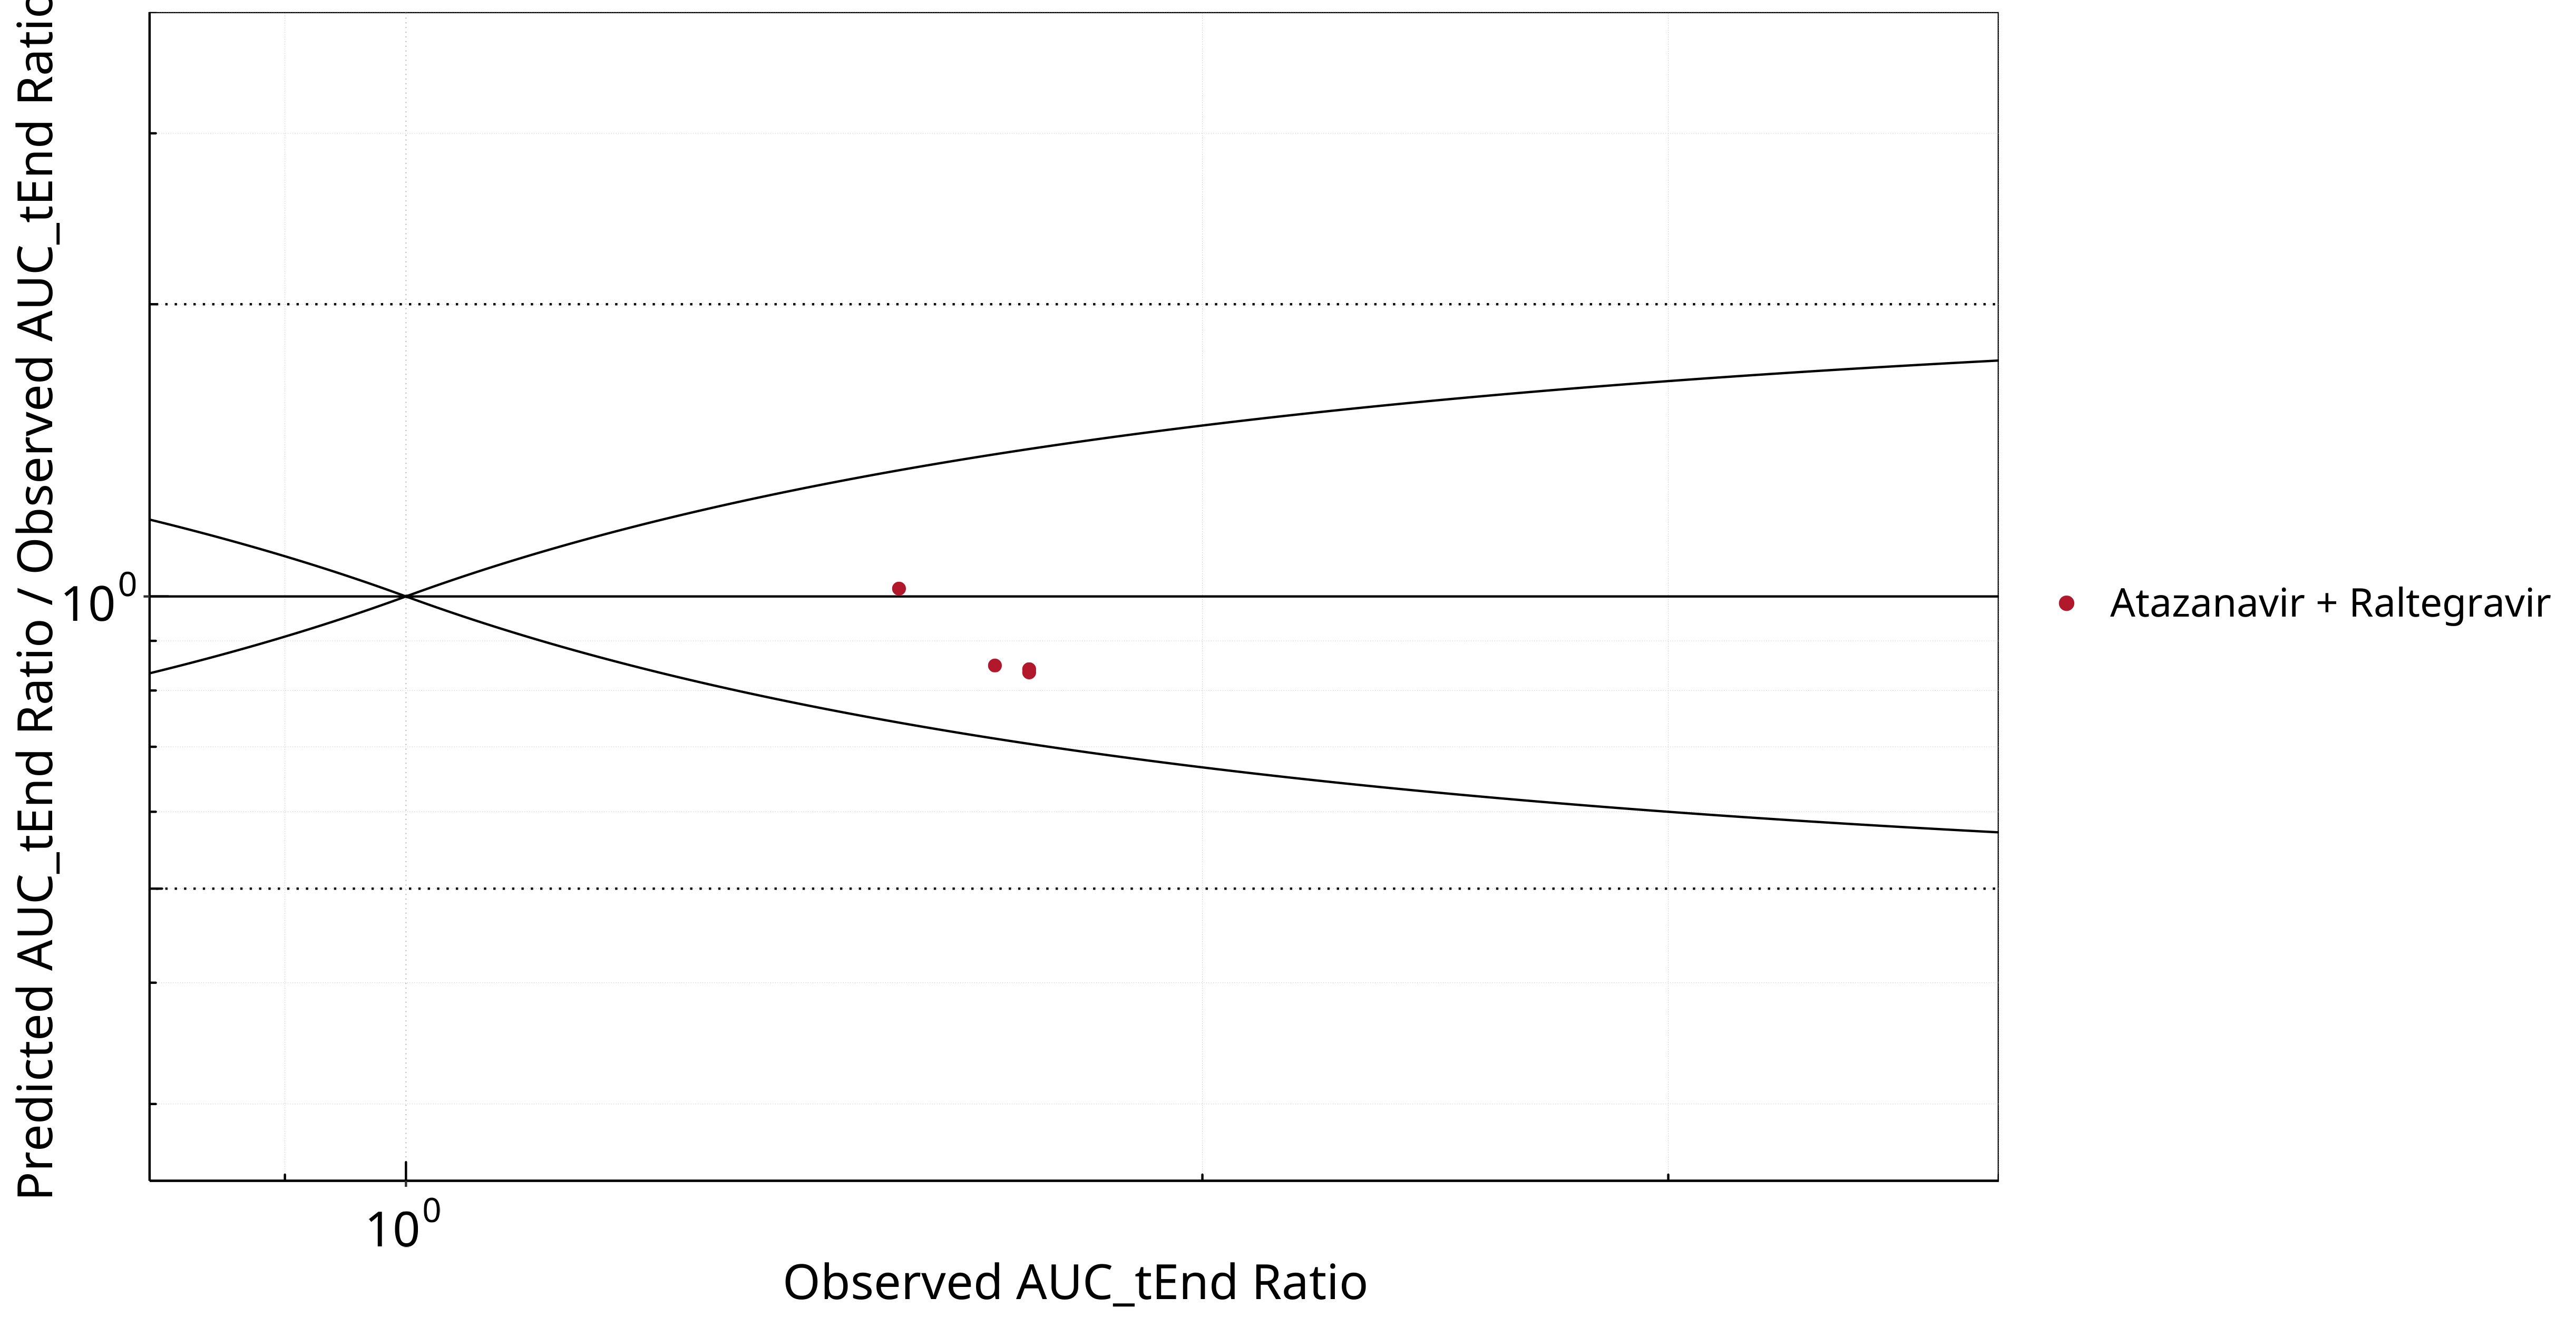 Predicted AUC_tEnd Ratio / Observed AUC_tEnd Ratio
10⁰
10⁰
Observed AUC_tEnd Ratio
Atazanavir + Raltegravir